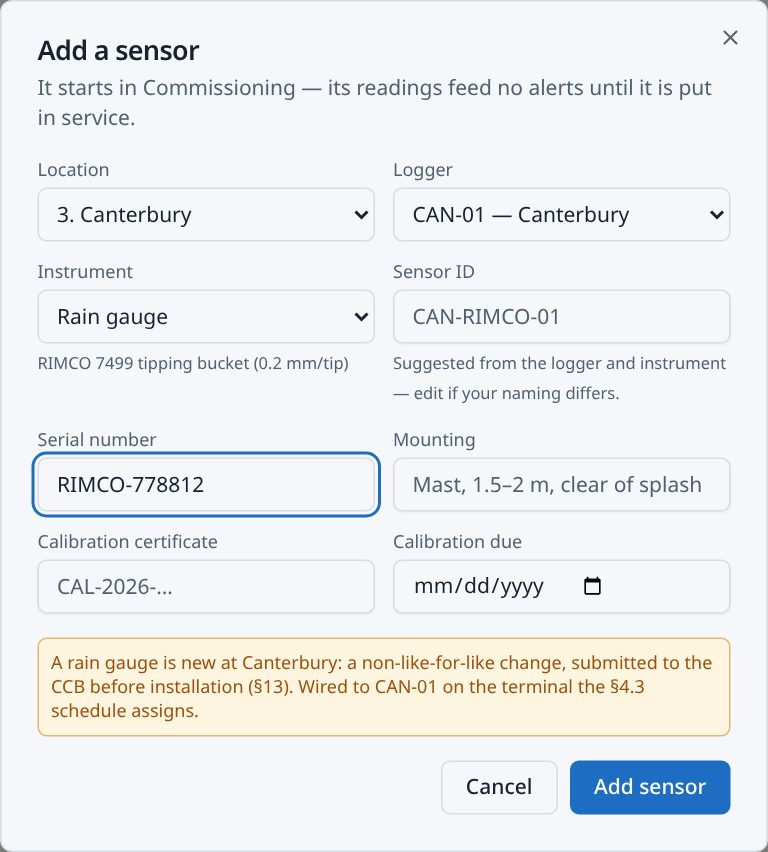 Add a sensor
It starts in Commissioning — its readings feed no alerts until it is put
in service.
Location
Logger
3. Canterbury
CAN-01 — Canterbury
Instrument
Sensor ID
Rain gauge
CAN-RIMCO-01
RIMCO 7499 tipping bucket (0.2 mm/tip)
Suggested from the logger and instrument
— edit if your naming differs.
Serial number
Mounting
RIMCO-778812
Mast, 1.5–2 m, clear of splash
Calibration certificate
Calibration due
CAL-2026-...
mm/dd/yyyy
A rain gauge is new at Canterbury: a non-like-for-like change, submitted to the
CCB before installation (§13). Wired to CAN-01 on the terminal the §4.3
schedule assigns.
Cancel
Add sensor